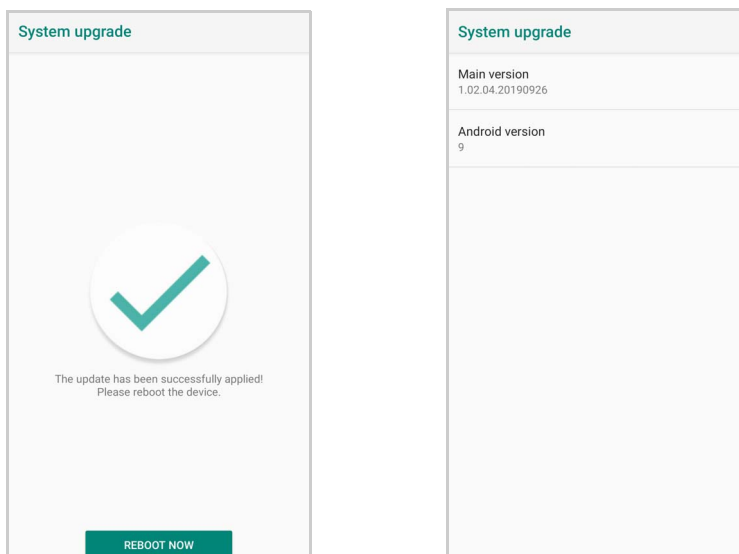 System upgrade
The update has been successfully applied!
Please reboot the device.
REBOOT NOW
System upgrade
Main version
1.02.04.20190926
Android version
9